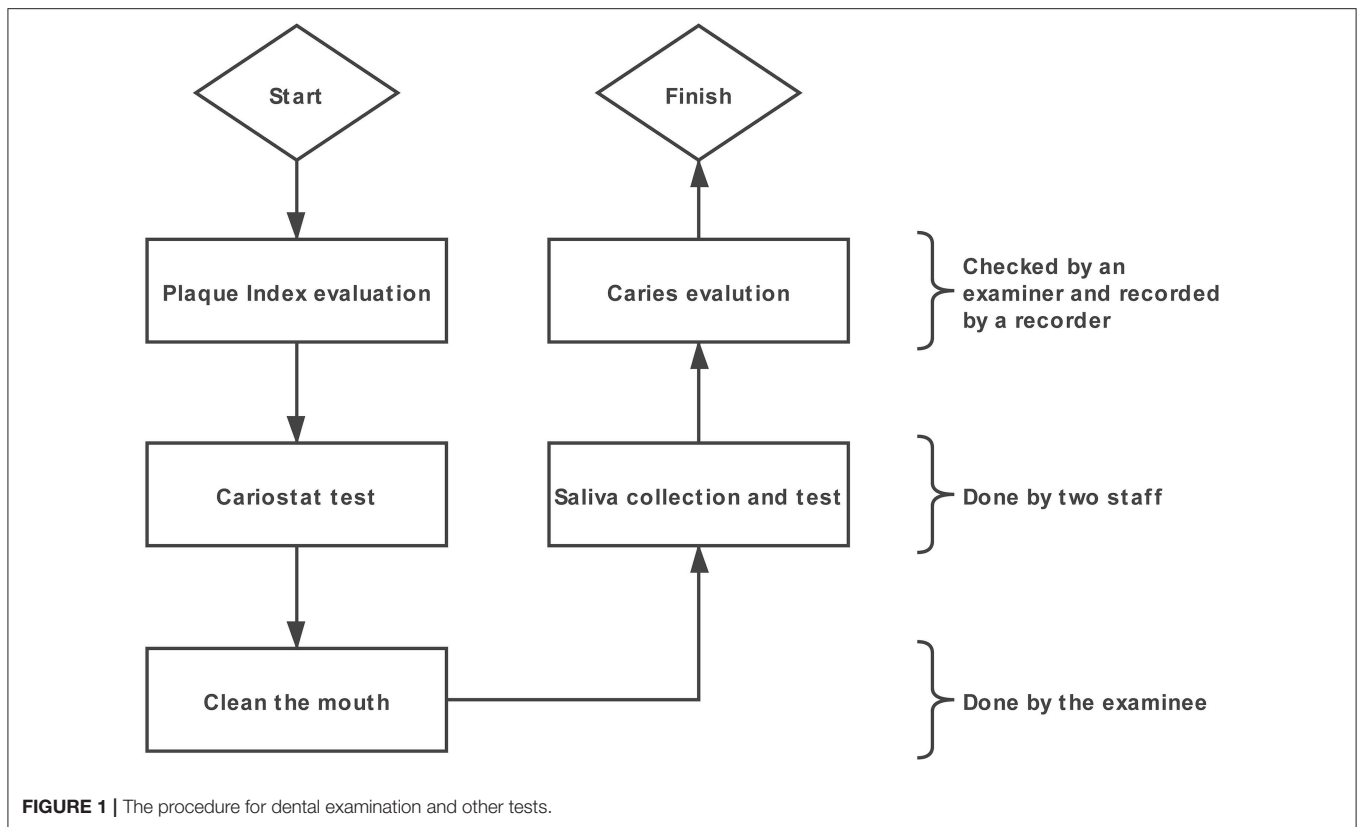 Start
Plaque Index evaluation
Cariostat test
Clean the mouth
Finish
Caries evalution
Saliva collection and test
Checked by an
examiner and recorded
by a recorder
Done by two staff
Done by the examinee
FIGURE 1 | The procedure for dental examination and other tests.